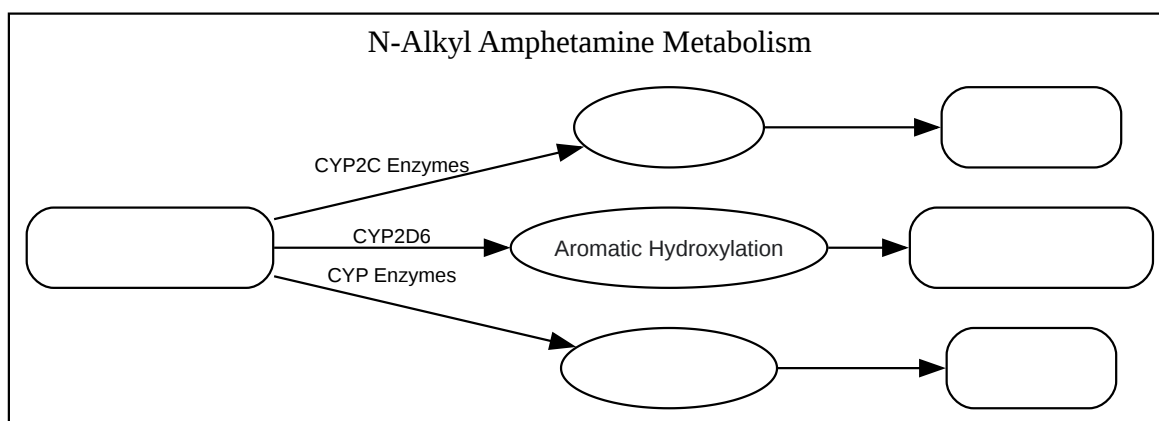 N-Alkyl Amphetamine Metabolism
CYP2C Enzymes
CYP2D6
Aromatic Hydroxylation
CYP Enzymes